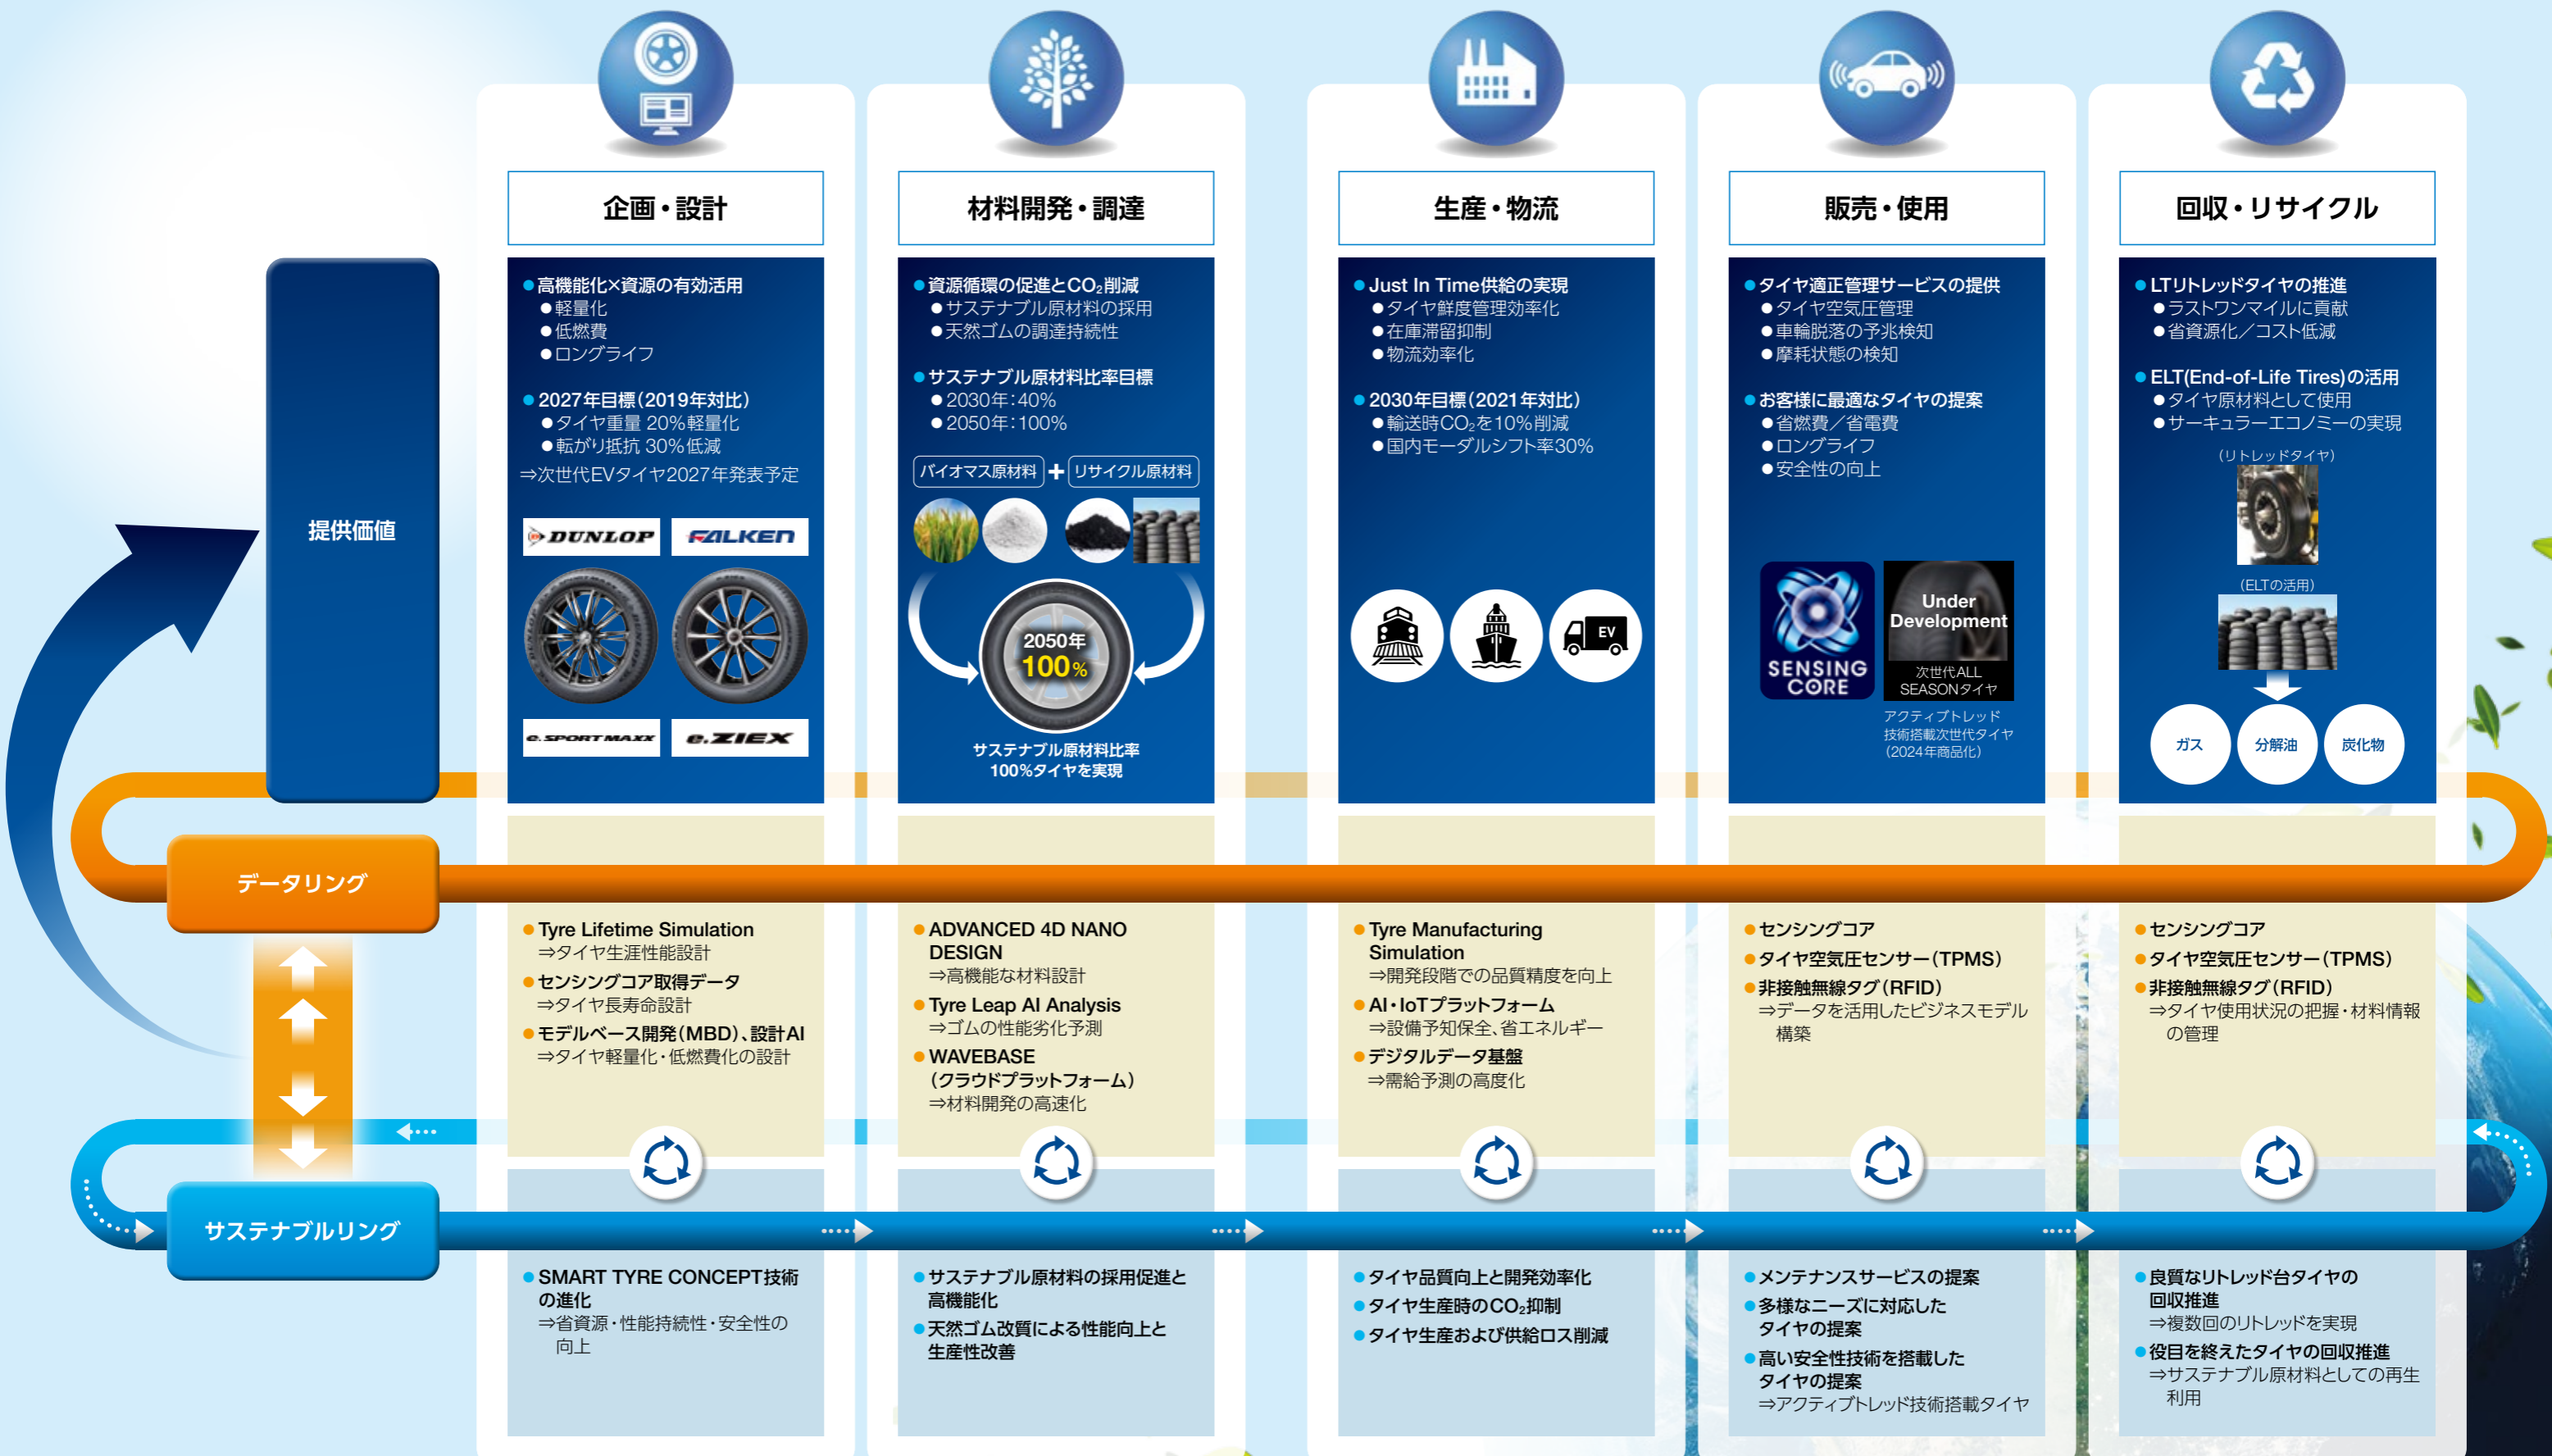 企画・設計
材料開発・調達
生産・物流
販売・使用
回収・リサイクル
提供価値
●高機能化×資源の有効活用
●軽量化
●低燃費
●ロングライフ
●2027年目標（2019年対比）
●タイヤ重量 20％軽量化
●転がり抵抗 30％低減
⇒次世代EVタイヤ2027年発表予定
DUNLOP
FALKEN
e.SPORT MAXX
e.ZIEX
●資源循環の促進とCO₂削減
●サステナブル原材料の採用
●天然ゴムの調達持続性
●サステナブル原材料比率目標
●2030年：40％
●2050年：100％
バイオマス原材料
+
リサイクル原材料
2050年
100％
サステナブル原材料比率
100％タイヤを実現
●Just In Time供給の実現
●タイヤ鮮度管理効率化
●在庫滞留抑制
●物流効率化
●2030年目標（2021年対比）
●輸送時CO₂を10％削減
●国内モーダルシフト率30％
EV
●タイヤ適正管理サービスの提供
●タイヤ空気圧管理
●車輪脱落の予兆検知
●摩耗状態の検知
●お客様に最適なタイヤの提案
●省燃費／省電費
●ロングライフ
●安全性の向上
SENSING
CORE
Under
Development
次世代ALL
SEASONタイヤ
アクティブトレッド
技術搭載次世代タイヤ
（2024年商品化）
●LTリトレッドタイヤの推進
●ラストワンマイルに貢献
●省資源化／コスト低減
●ELT(End-of-Life Tires)の活用
●タイヤ原材料として使用
●サーキュラーエコノミーの実現
（リトレッドタイヤ）
（ELTの活用）
ガス
分解油
炭化物
データリング
●Tyre Lifetime Simulation
⇒タイヤ生涯性能設計
●センシングコア取得データ
⇒タイヤ長寿命設計
●モデルベース開発（MBD）、設計AI
⇒タイヤ軽量化・低燃費化の設計
●ADVANCED 4D NANO
DESIGN
⇒高機能な材料設計
●Tyre Leap AI Analysis
⇒ゴムの性能劣化予測
●WAVEBASE
（クラウドプラットフォーム）
⇒材料開発の高速化
●Tyre Manufacturing
Simulation
⇒開発段階での品質精度を向上
●AI・IoTプラットフォーム
⇒設備予知保全、省エネルギー
●デジタルデータ基盤
⇒需給予測の高度化
●センシングコア
●タイヤ空気圧センサー（TPMS）
●非接触無線タグ（RFID）
⇒データを活用したビジネスモデル
構築
●センシングコア
●タイヤ空気圧センサー（TPMS）
●非接触無線タグ（RFID）
⇒タイヤ使用状況の把握・材料情報
の管理
サステナブルリング
●SMART TYRE CONCEPT技術
の進化
⇒省資源・性能持続性・安全性の
向上
●サステナブル原材料の採用促進と
高機能化
●天然ゴム改質による性能向上と
生産性改善
●タイヤ品質向上と開発効率化
●タイヤ生産時のCO₂抑制
●タイヤ生産および供給ロス削減
●メンテナンスサービスの提案
●多様なニーズに対応した
タイヤの提案
●高い安全性技術を搭載した
タイヤの提案
⇒アクティブトレッド技術搭載タイヤ
●良質なリトレッド台タイヤの
回収推進
⇒複数回のリトレッドを実現
●役目を終えたタイヤの回収推進
⇒サステナブル原材料としての再生
利用